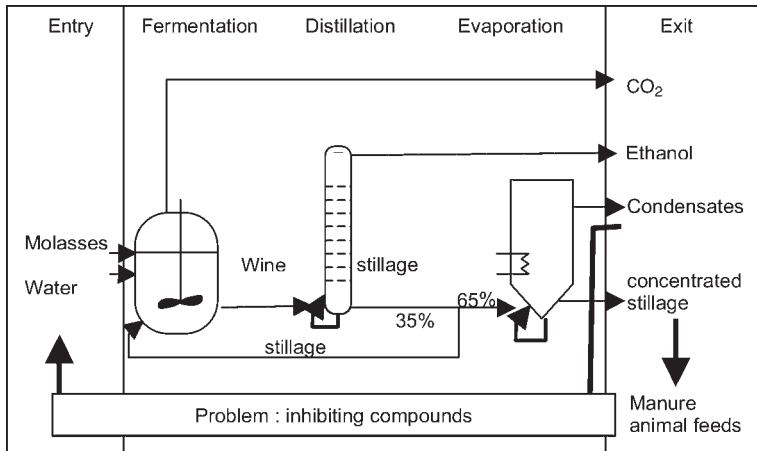 Entry Fermentation Distillation Evaporation Exit
CO₂
Ethanol
Condensates
Molasses
Water
Wine
stillage
concentrated
stillage
65%
35%
stillage
Problem : inhibiting compounds
Manure
animal feeds